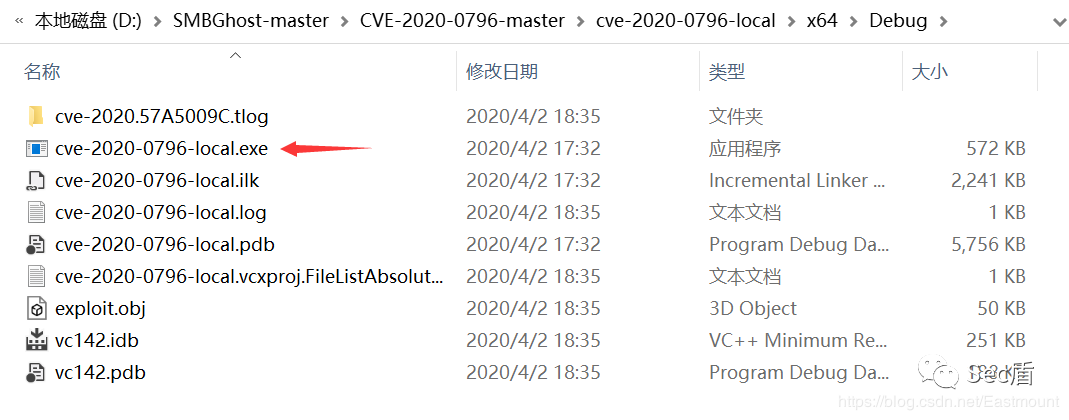 « 本地磁盘 (D:) > SMBGhost-master > CVE-2020-0796-master > cve-2020-0796-local > x64 > Debug >
名称 修改日期 类型 大小
cve-2020.57A5009C.tlog 2020/4/2 18:35 文件夹
cve-2020-0796-local.exe 2020/4/2 17:32 应用程序 572 KB
cve-2020-0796-local.ilk 2020/4/2 17:32 Incremental Linker ... 2,241 KB
cve-2020-0796-local.log 2020/4/2 18:35 文本文档 1 KB
cve-2020-0796-local.pdb 2020/4/2 17:32 Program Debug Da... 5,756 KB
cve-2020-0796-local.vcxproj.FileListAbsolut... 2020/4/2 18:35 文本文档 1 KB
exploit.obj 2020/4/2 18:35 3D Object 50 KB
vc142.idb 2020/4/2 18:35 VC++ Minimum Re... 251 KB
vc142.pdb 2020/4/2 18:35 Program Debug Da...
Sec盾
https://blog.csdn.net/Eastmount